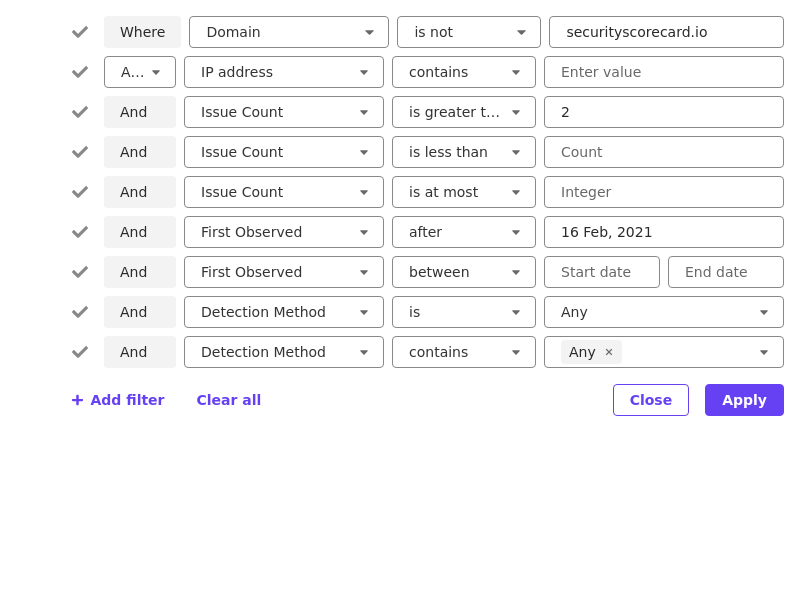 Where Domain is not securityscorecard.io
A... IP address contains Enter value
And Issue Count is greater t... 2
And Issue Count is less than Count
And Issue Count is at most Integer
And First Observed after 16 Feb, 2021
And First Observed between Start date End date
And Detection Method is Any
And Detection Method contains Any ×
+ Add filter Clear all Close Apply